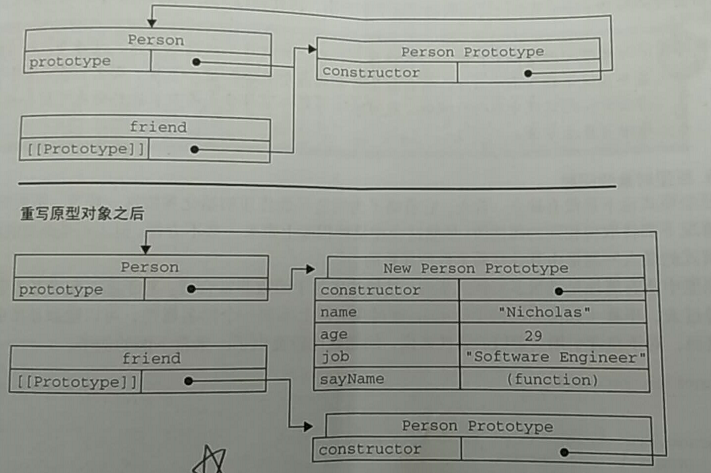 Person
prototype
Person Prototype
constructor
friend
[[Prototype]]
重写原型对象之后
Person
prototype
New Person Prototype
constructor
name "Nicholas"
age 29
job "Software Engineer"
sayName (function)
friend
[[Prototype]]
Person Prototype
constructor